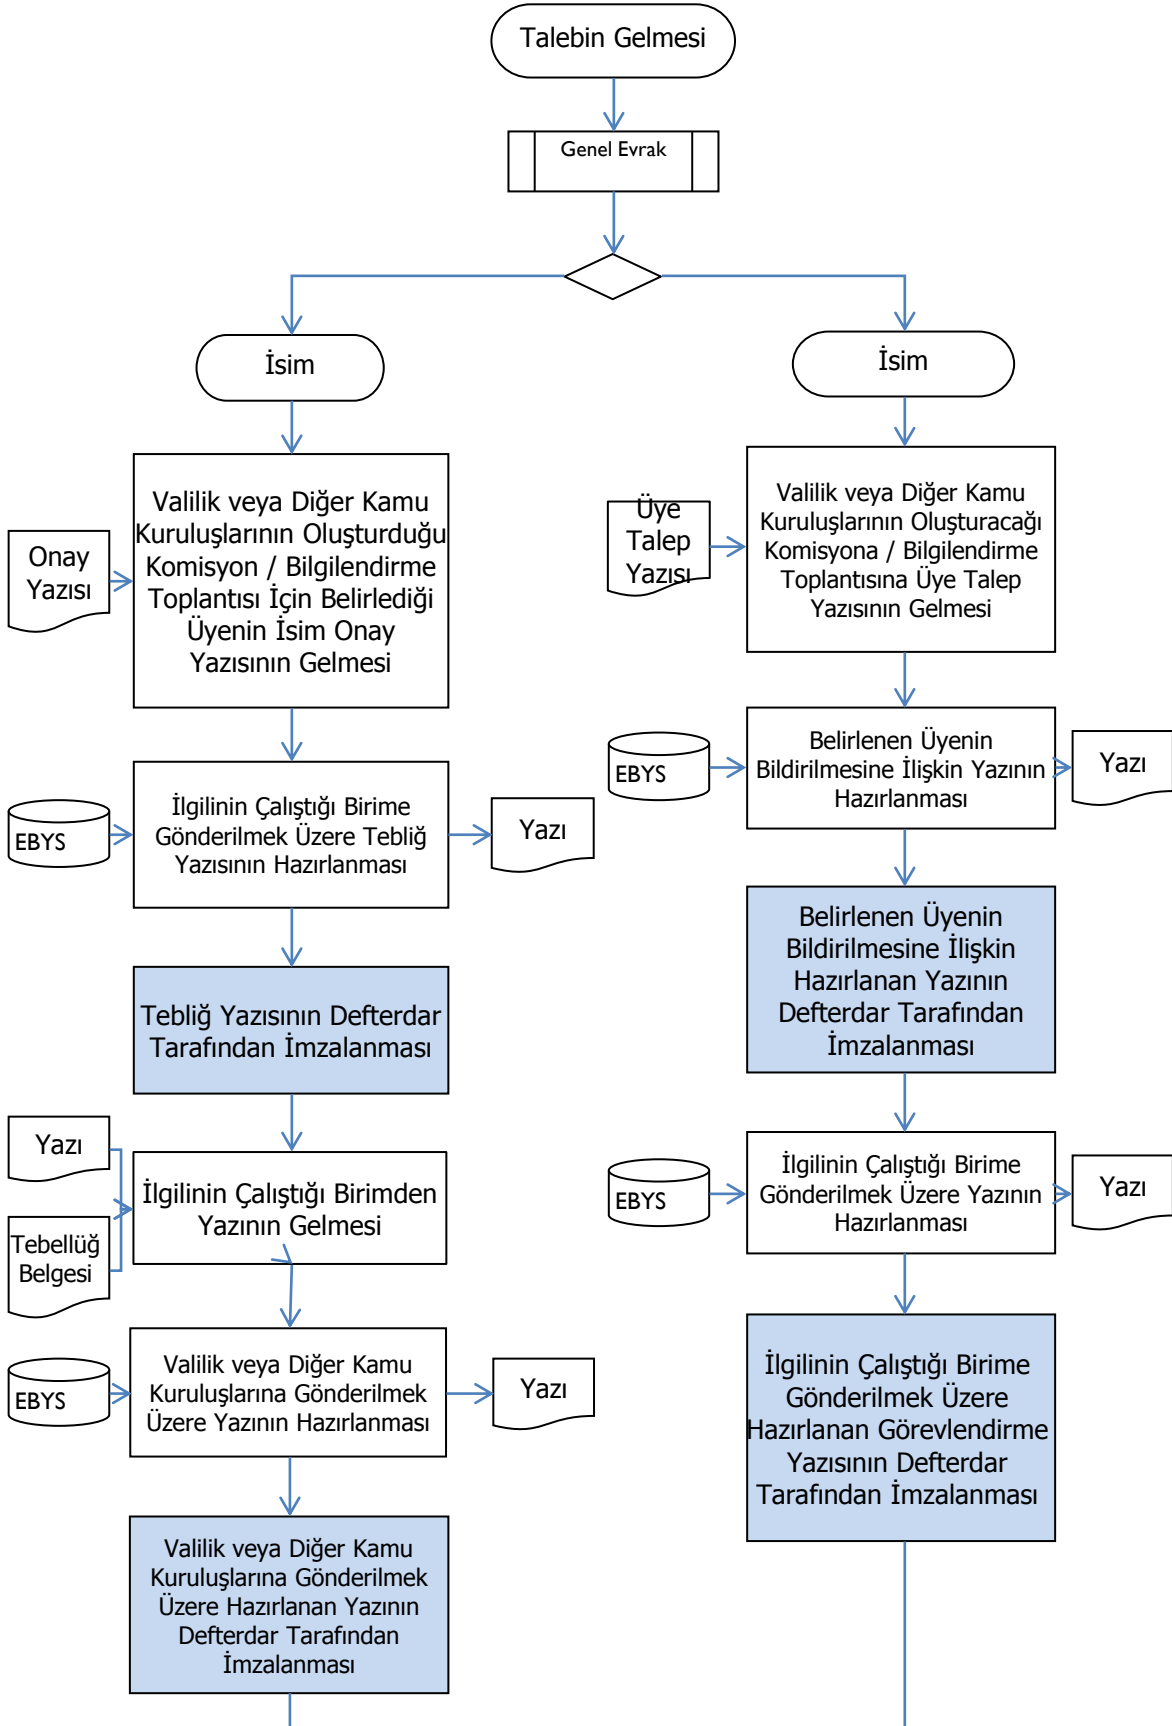 Talebin Gelmesi
Genel Evrak
İsim
Onay
Yazısı
Valilik veya Diğer Kamu
Kuruluşlarının Oluşturduğu
Komisyon / Bilgilendirme
Toplantısı İçin Belirlediği
Üyenin İsim Onay
Yazısının Gelmesi
EBYS
İlgilinin Çalıştığı Birime
Gönderilmek Üzere Tebliğ
Yazısının Hazırlanması
Yazı
Tebliğ Yazısının Defterdar
Tarafından İmzalanması
Yazı
Tebellüğ
Belgesi
İlgilinin Çalıştığı Birimden
Yazının Gelmesi
EBYS
Valilik veya Diğer Kamu
Kuruluşlarına Gönderilmek
Üzere Yazının Hazırlanması
Yazı
Valilik veya Diğer Kamu
Kuruluşlarına Gönderilmek
Üzere Hazırlanan Yazının
Defterdar Tarafından
İmzalanması
İsim
Üye
Talep
Yazısı
Valilik veya Diğer Kamu
Kuruluşlarının Oluşturacağı
Komisyona / Bilgilendirme
Toplantısına Üye Talep
Yazısının Gelmesi
EBYS
Belirlenen Üyenin
Bildirilmesine İlişkin Yazının
Hazırlanması
Yazı
Belirlenen Üyenin
Bildirilmesine İlişkin
Hazırlanan Yazının
Defterdar Tarafından
İmzalanması
EBYS
İlgilinin Çalıştığı Birime
Gönderilmek Üzere Yazının
Hazırlanması
Yazı
İlgilinin Çalıştığı Birime
Gönderilmek Üzere
Hazırlanan Görevlendirme
Yazısının Defterdar
Tarafından İmzalanması